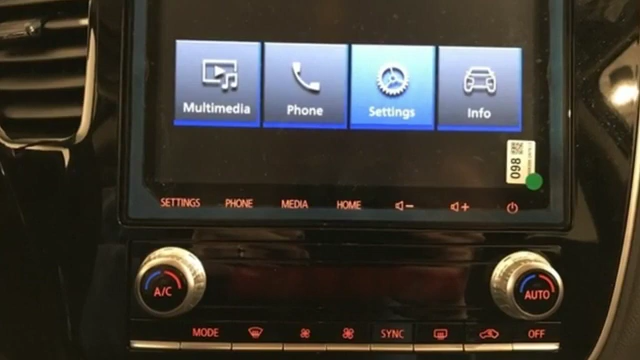 Multimedia Phone Settings Info
098
SETTINGS PHONE MEDIA HOME − +
A/C AUTO
MODE SYNC OFF